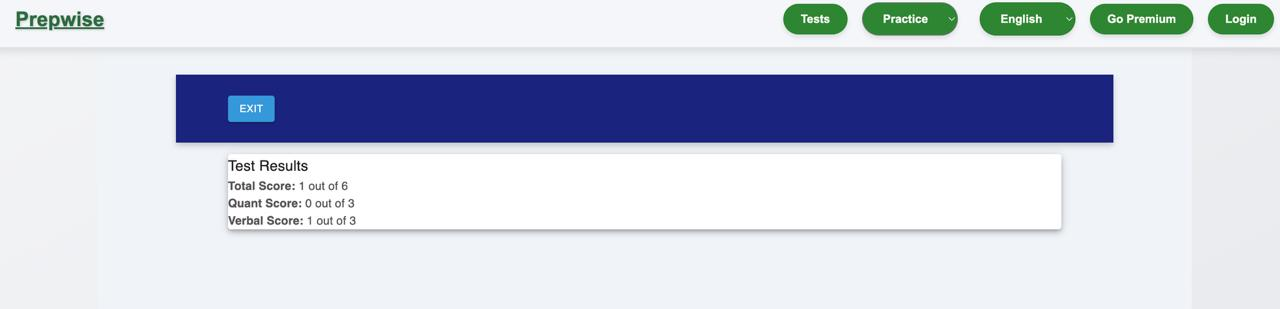 Prepwise
Tests
Practice
English
Go Premium
Login
EXIT
Test Results
Total Score: 1 out of 6
Quant Score: 0 out of 3
Verbal Score: 1 out of 3